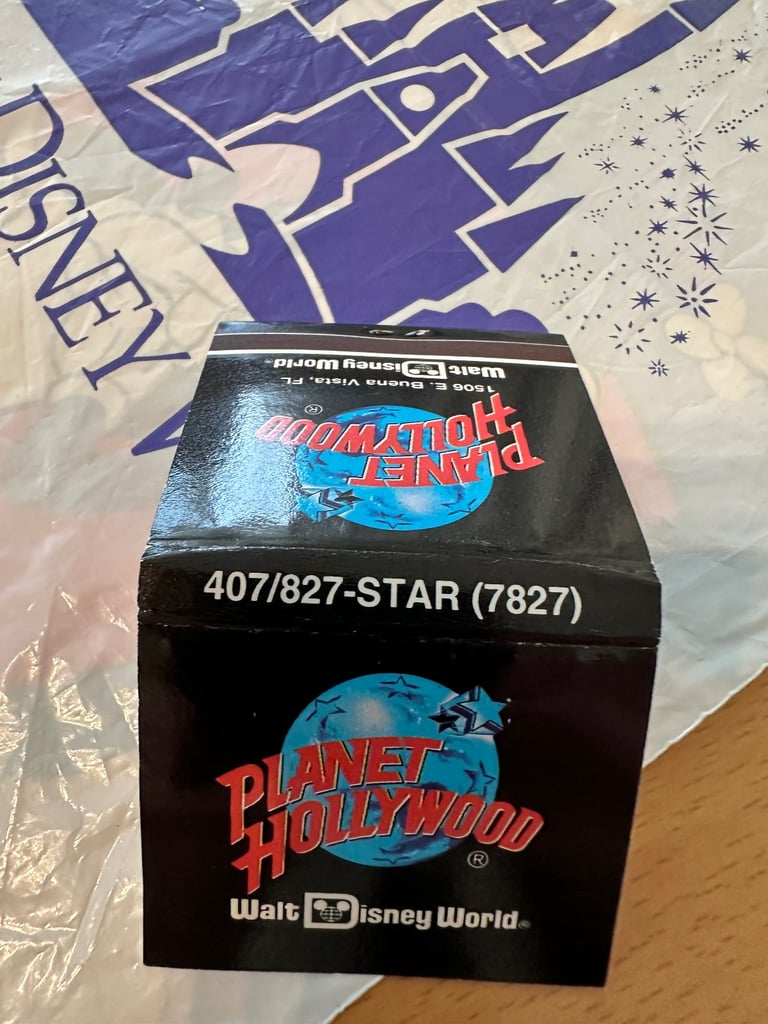 DISNEY
Walt Disney World®
1506 E. Buena Vista, FL
PLANET
HOLLYWOOD
®
407/827-STAR (7827)
PLANET
HOLLYWOOD
®
Walt Disney World®